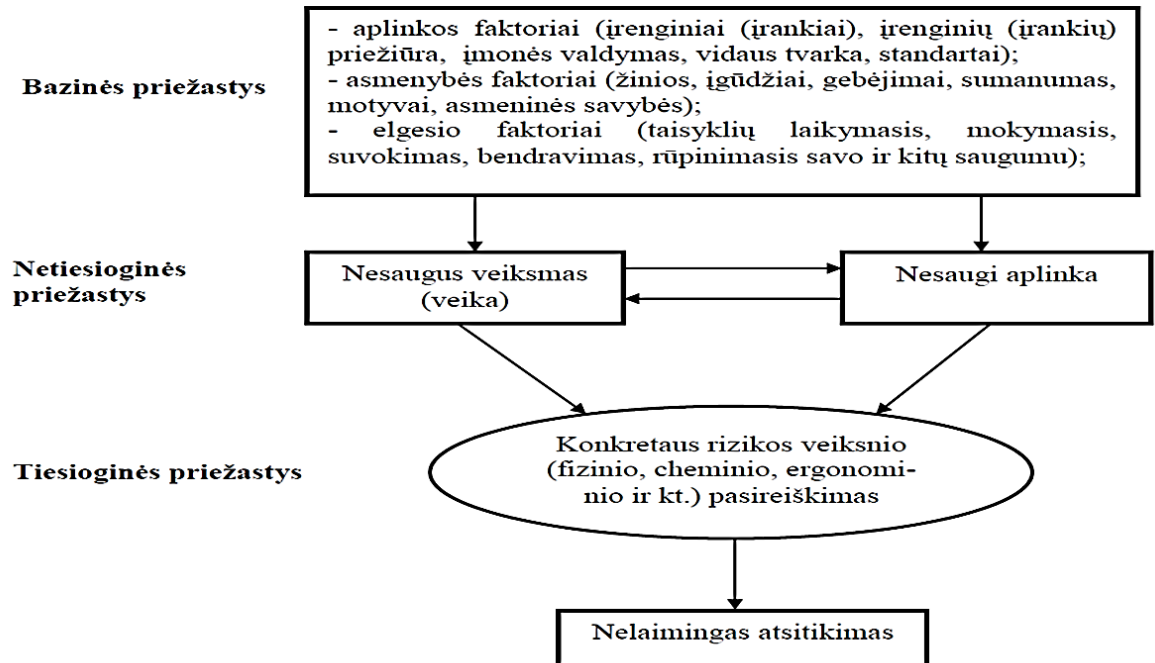 - aplinkos faktoriai (įrenginiai (įrankiai), įrenginių (įrankių)
priežiūra, įmonės valdymas, vidaus tvarka, standartai);
Bazinės priežastys
- asmenybės faktoriai (žinios, įgūdžiai, gebėjimai, sumanumas,
motyvai, asmeninės savybės);
- elgesio faktoriai (taisyklių laikymasis, mokymasis,
suvokimas, bendravimas, rūpinimasis savo ir kitų saugumu);
Netiesioginės
priežastys
Nesaugus veiksmas
(veika)
Nesaugi aplinka
Tiesioginės priežastys
Konkretaus rizikos veiksnio
(fizinio, cheminio, ergonomi-
nio ir kt.) pasireiškimas
Nelaimingas atsitikimas